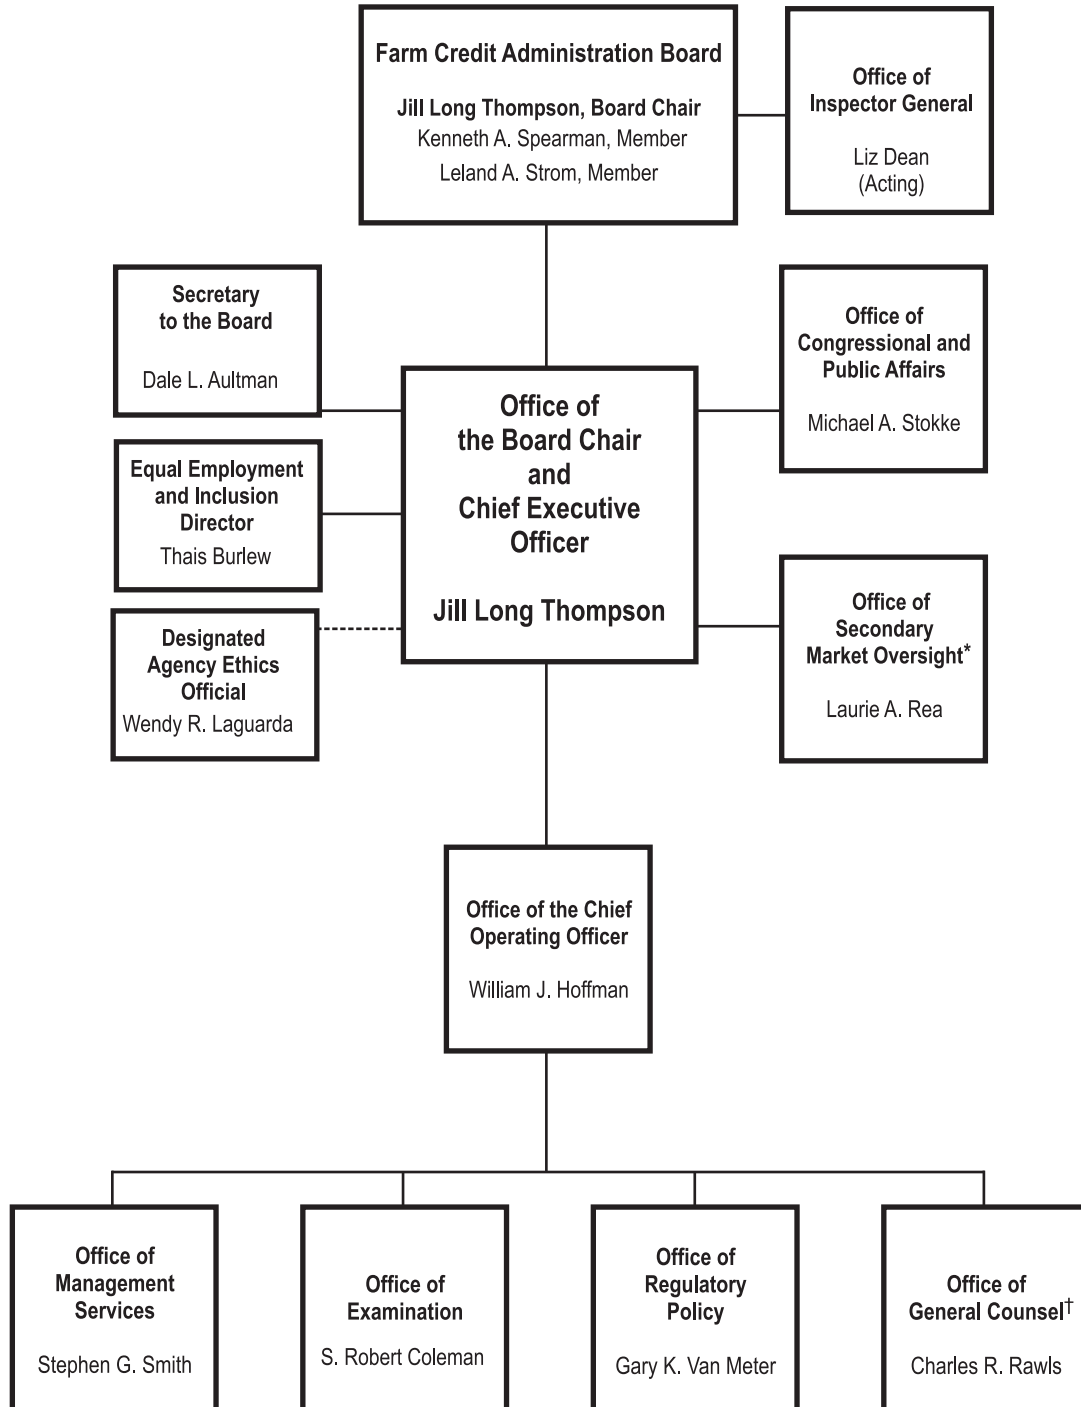 Farm Credit Administration Board
Jill Long Thompson, Board Chair
Kenneth A. Spearman, Member
Leland A. Strom, Member
Office of
Inspector General
Liz Dean
(Acting)
Secretary
to the Board
Dale L. Aultman
Office of
Congressional and
Public Affairs
Michael A. Stokke
Office of
the Board Chair
and
Chief Executive
Officer
Jill Long Thompson
Equal Employment
and Inclusion
Director
Thais Burlew
Designated
Agency Ethics
Official
Wendy R. Laguarda
Office of
Secondary
Market Oversight*
Laurie A. Rea
Office of the Chief
Operating Officer
William J. Hoffman
Office of
Management
Services
Stephen G. Smith
Office of
Examination
S. Robert Coleman
Office of
Regulatory
Policy
Gary K. Van Meter
Office of
General Counsel†
Charles R. Rawls